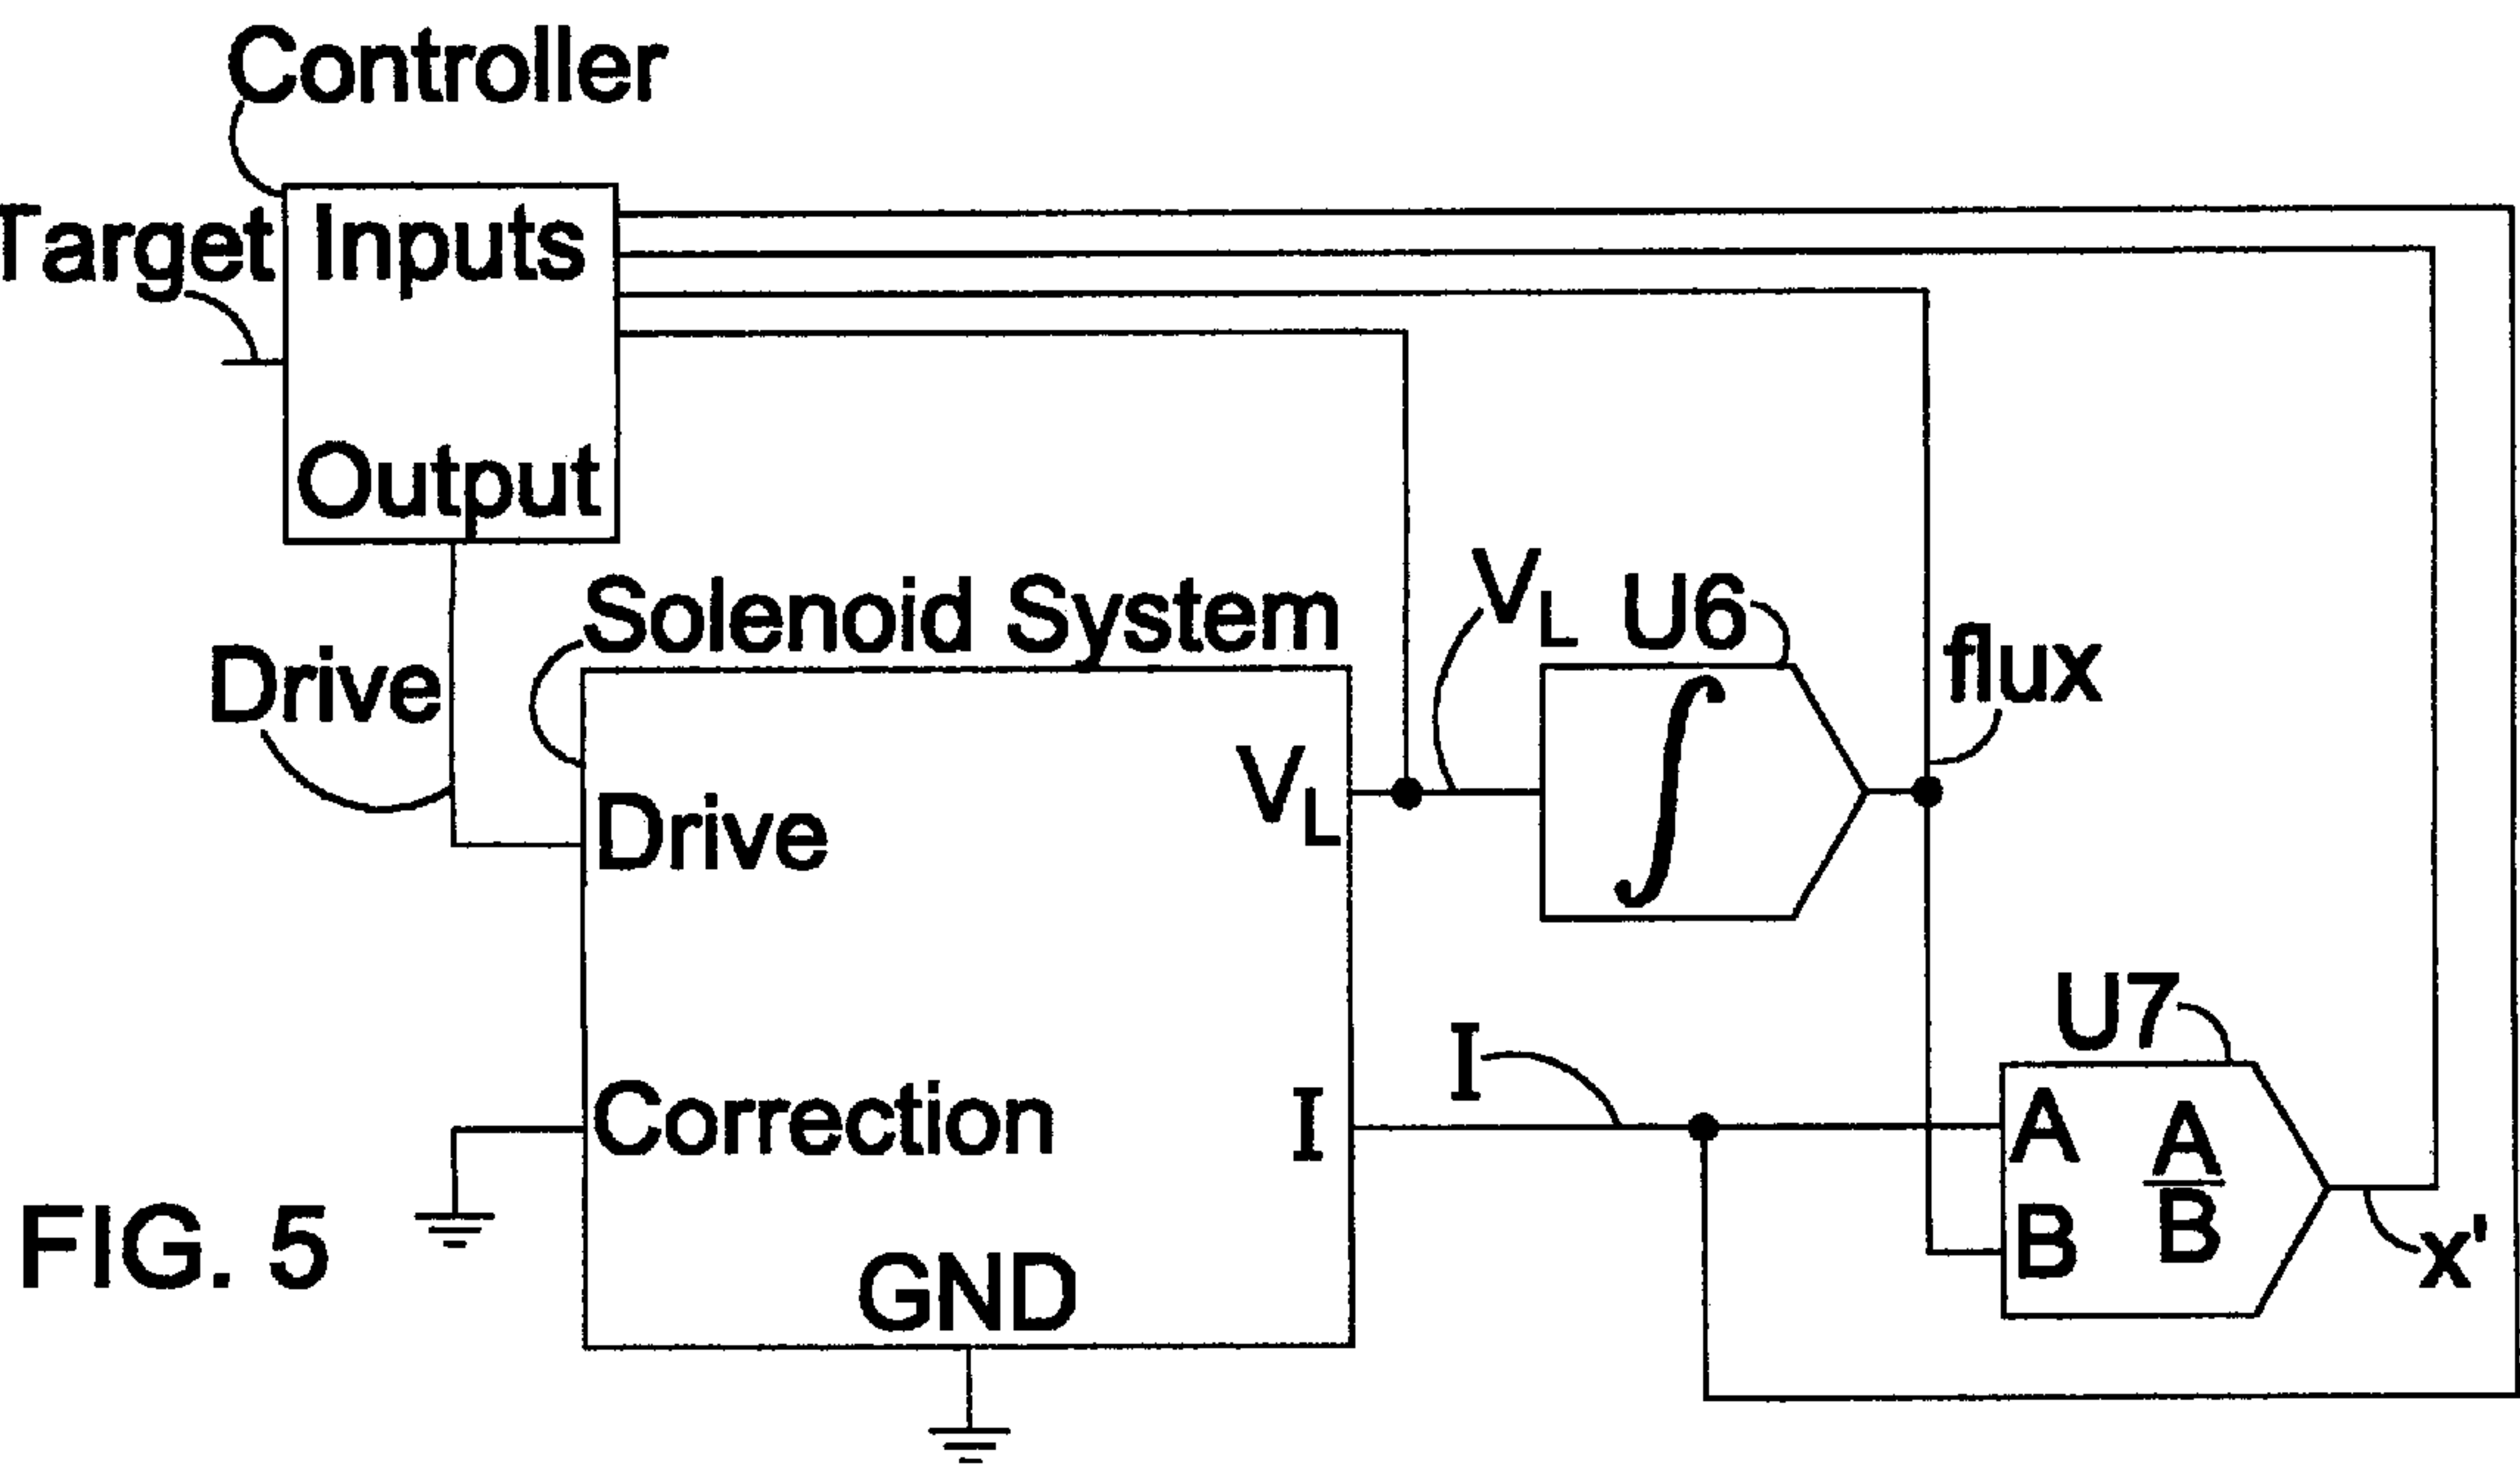 Controller
Target
Inputs
Output
Solenoid System
Drive
VL
U6
flux
VL
∫
Drive
U7
I
Correction
I
A
A
B
B
x'
GND
FIG. 5